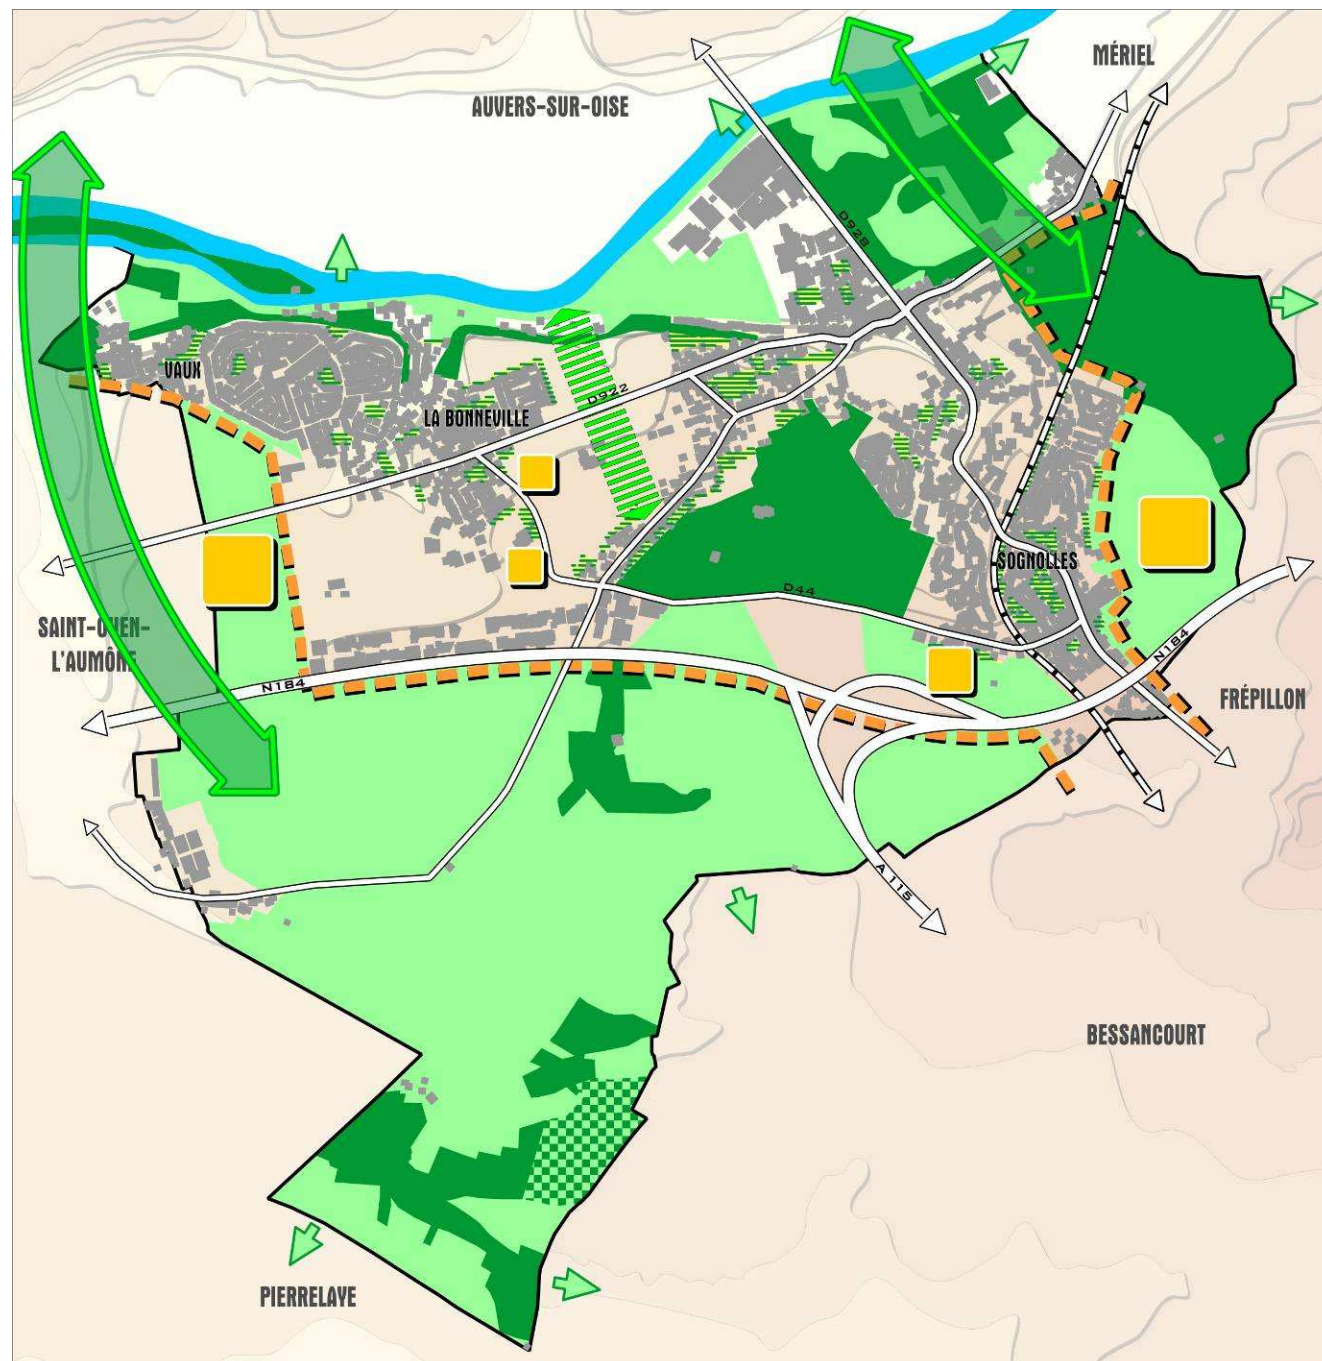 MÉRIEL
AUVERS-SUR-OISE
D928
VAUX
D922
LA BONNEVILLE
SOGNOLLES
D44
SAINT-OUEN-
L'AUMÔNE
N184
N184
FRÉPILLON
A 115
BESSANCOURT
PIERRELAYE